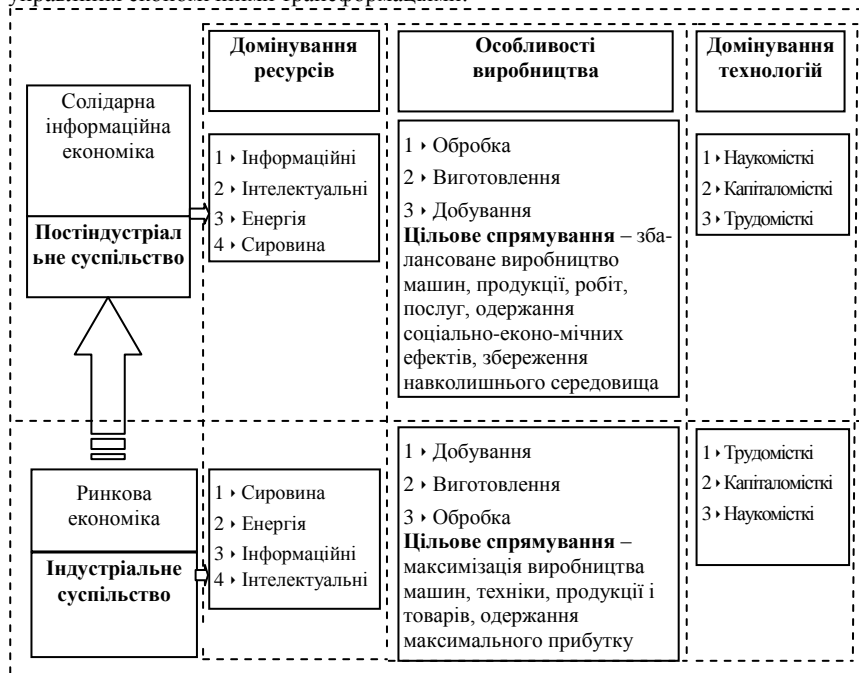 управління економічними трансформаціями.
Домінування
ресурсів
Особливості
виробництва
Домінування
технологій
Солідарна
інформаційна
економіка
Постіндустріал
ьне суспільство
1 ‣ Інформаційні
2 ‣ Інтелектуальні
3 ‣ Енергія
4 ‣ Сировина
1 ‣ Обробка
2 ‣ Виготовлення
3 ‣ Добування
Цільове спрямування – зба-
лансоване виробництво
машин, продукції, робіт,
послуг, одержання
соціально-еконо-мічних
ефектів, збереження
навколишнього середовища
1 ‣ Наукомісткі
2 ‣ Капіталомісткі
3 ‣ Трудомісткі
Ринкова
економіка
Індустріальне
суспільство
1 ‣ Сировина
2 ‣ Енергія
3 ‣ Інформаційні
4 ‣ Інтелектуальні
1 ‣ Добування
2 ‣ Виготовлення
3 ‣ Обробка
Цільове спрямування –
максимізація виробництва
машин, техніки, продукції і
товарів, одержання
максимального прибутку
1 ‣ Трудомісткі
2 ‣ Капіталомісткі
3 ‣ Наукомісткі